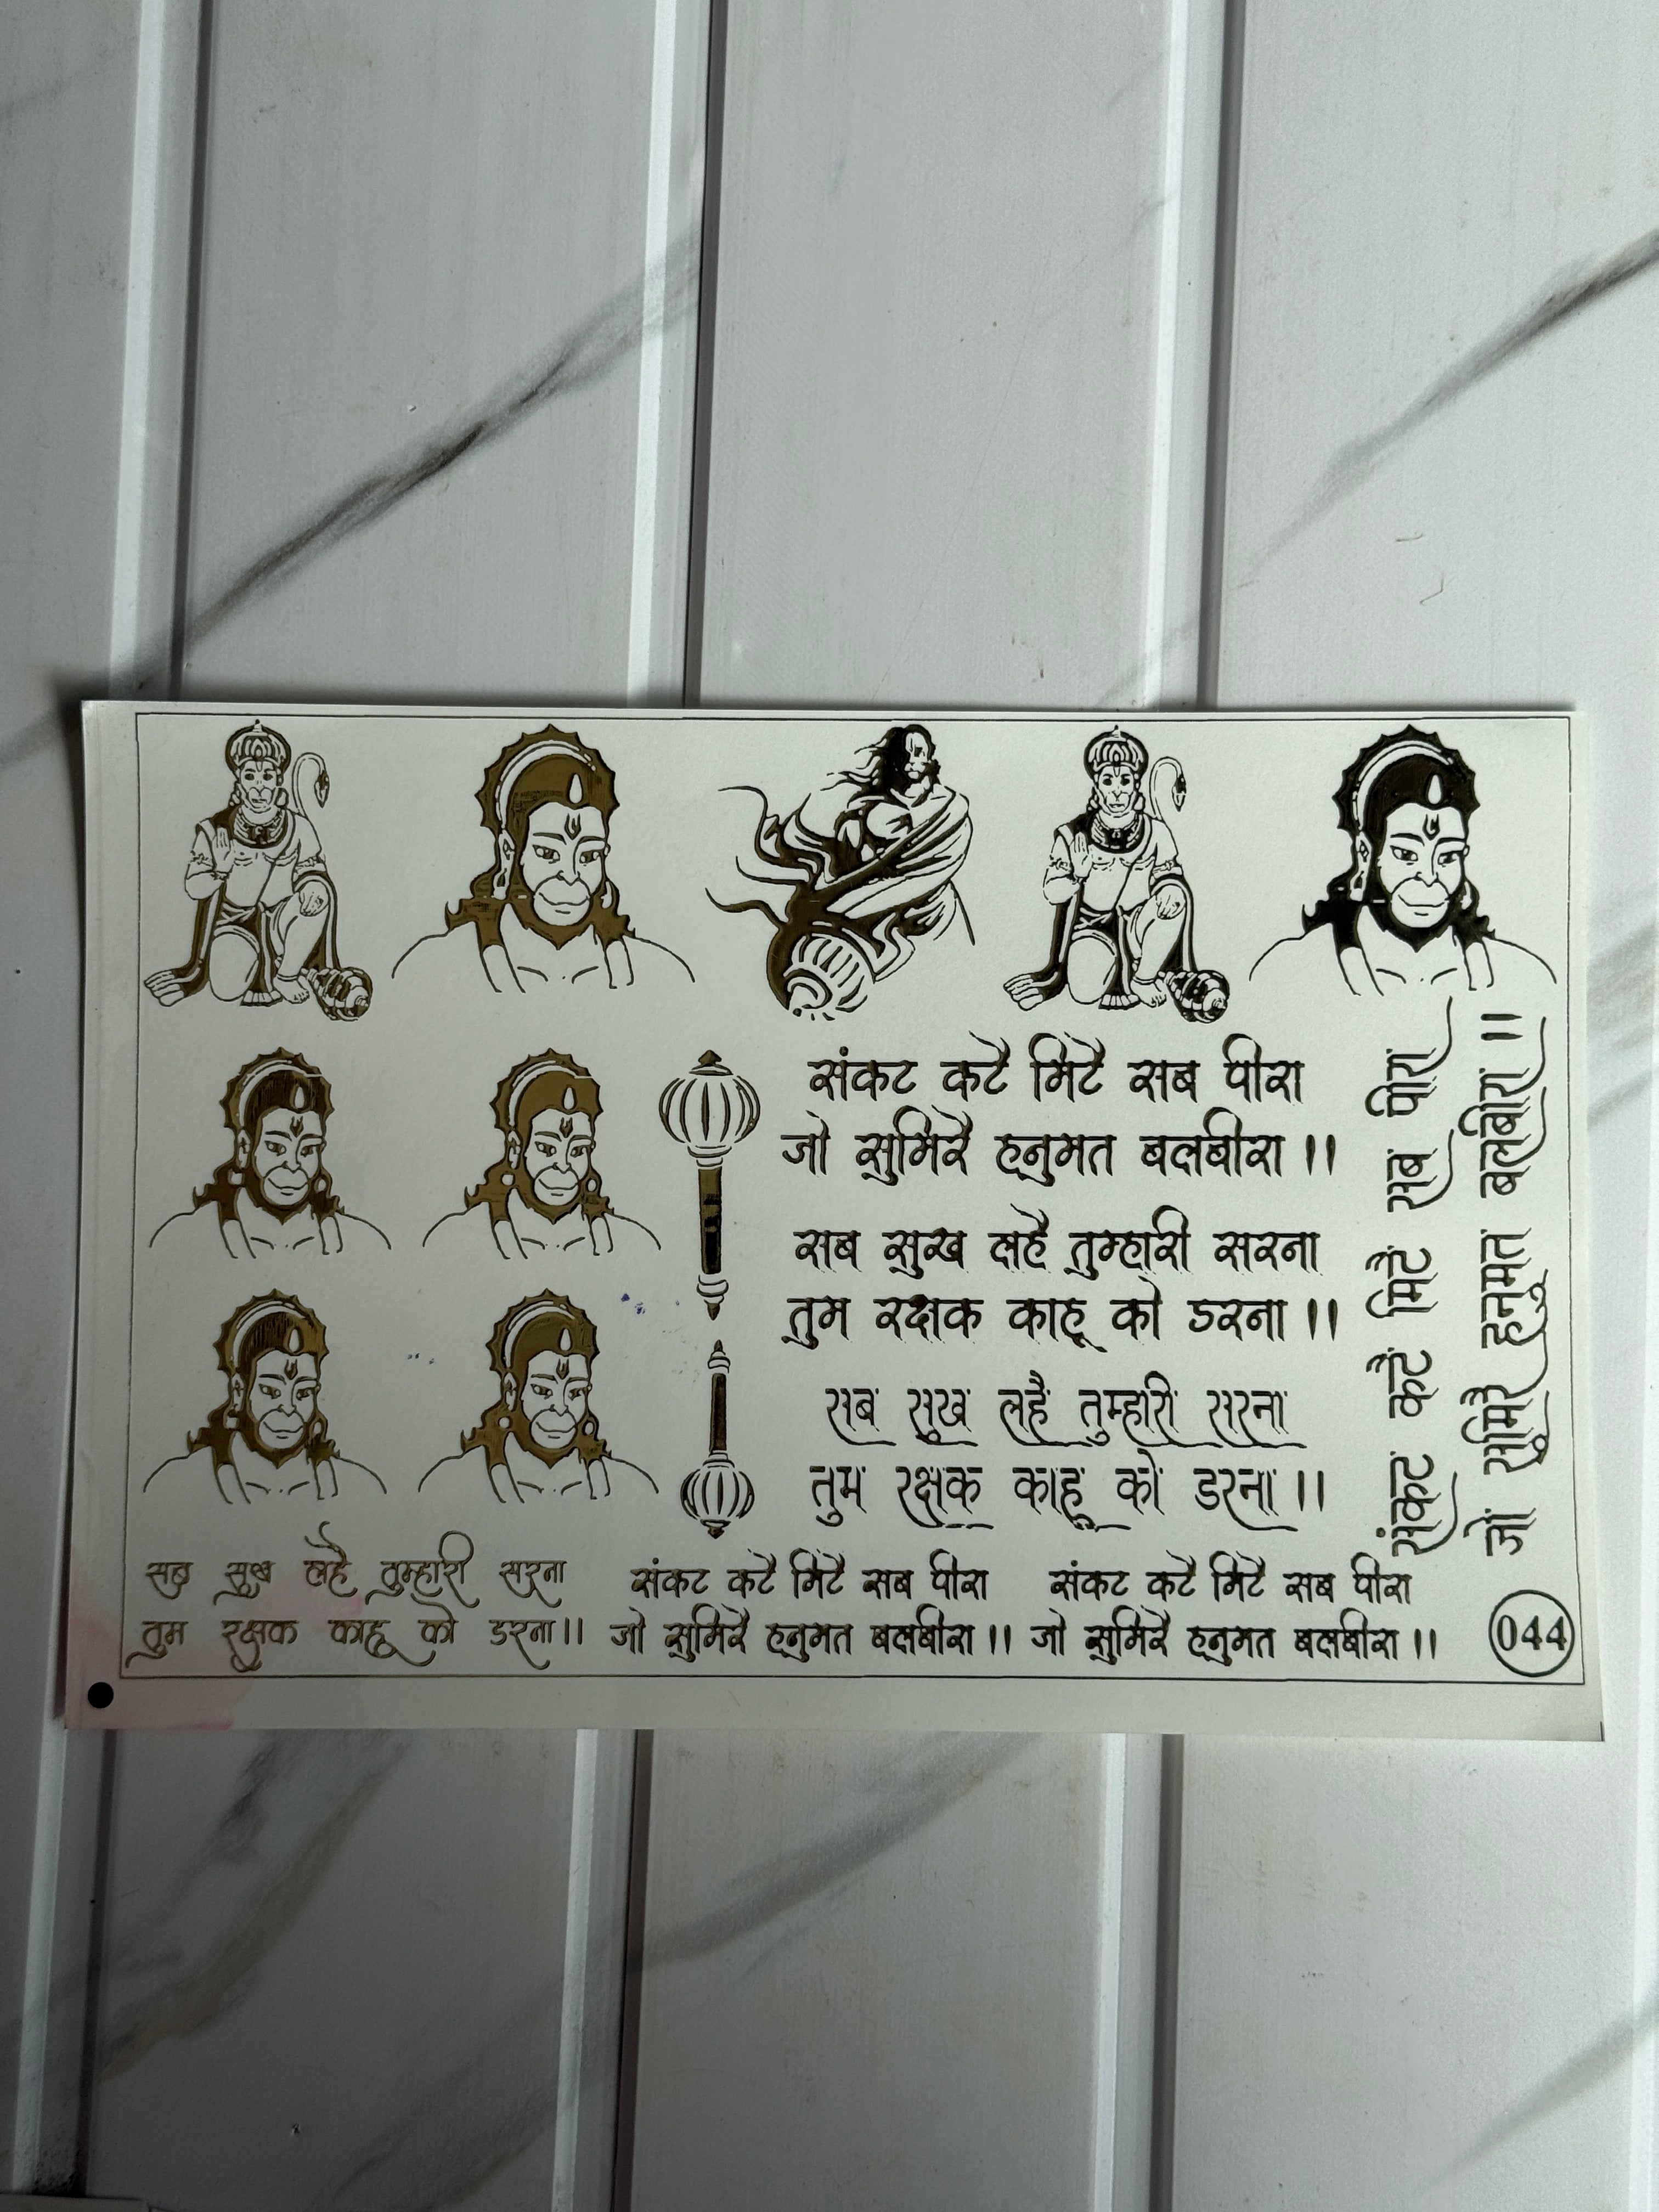 संकट कटै मिटै सब पीरा
जो सुमिरै हनुमत बलबीरा ।।
सब सुख लहै तुम्हारी सरना
तुम रक्षक काहू को डरना ।।
सब सुख लहै तुम्हारी सरना
तुम रक्षक काहू को डरना ।।
संकट कटै मिटै सब पीरा
जो सुमिरै हनुमत बलबीरा ।।
सब सुख लहै तुम्हारी सरना
तुम रक्षक काहू को डरना ।।
संकट कटै मिटै सब पीरा
जो सुमिरै हनुमत बलबीरा ।।
संकट कटै मिटै सब पीरा
जो सुमिरै हनुमत बलबीरा ।।
044